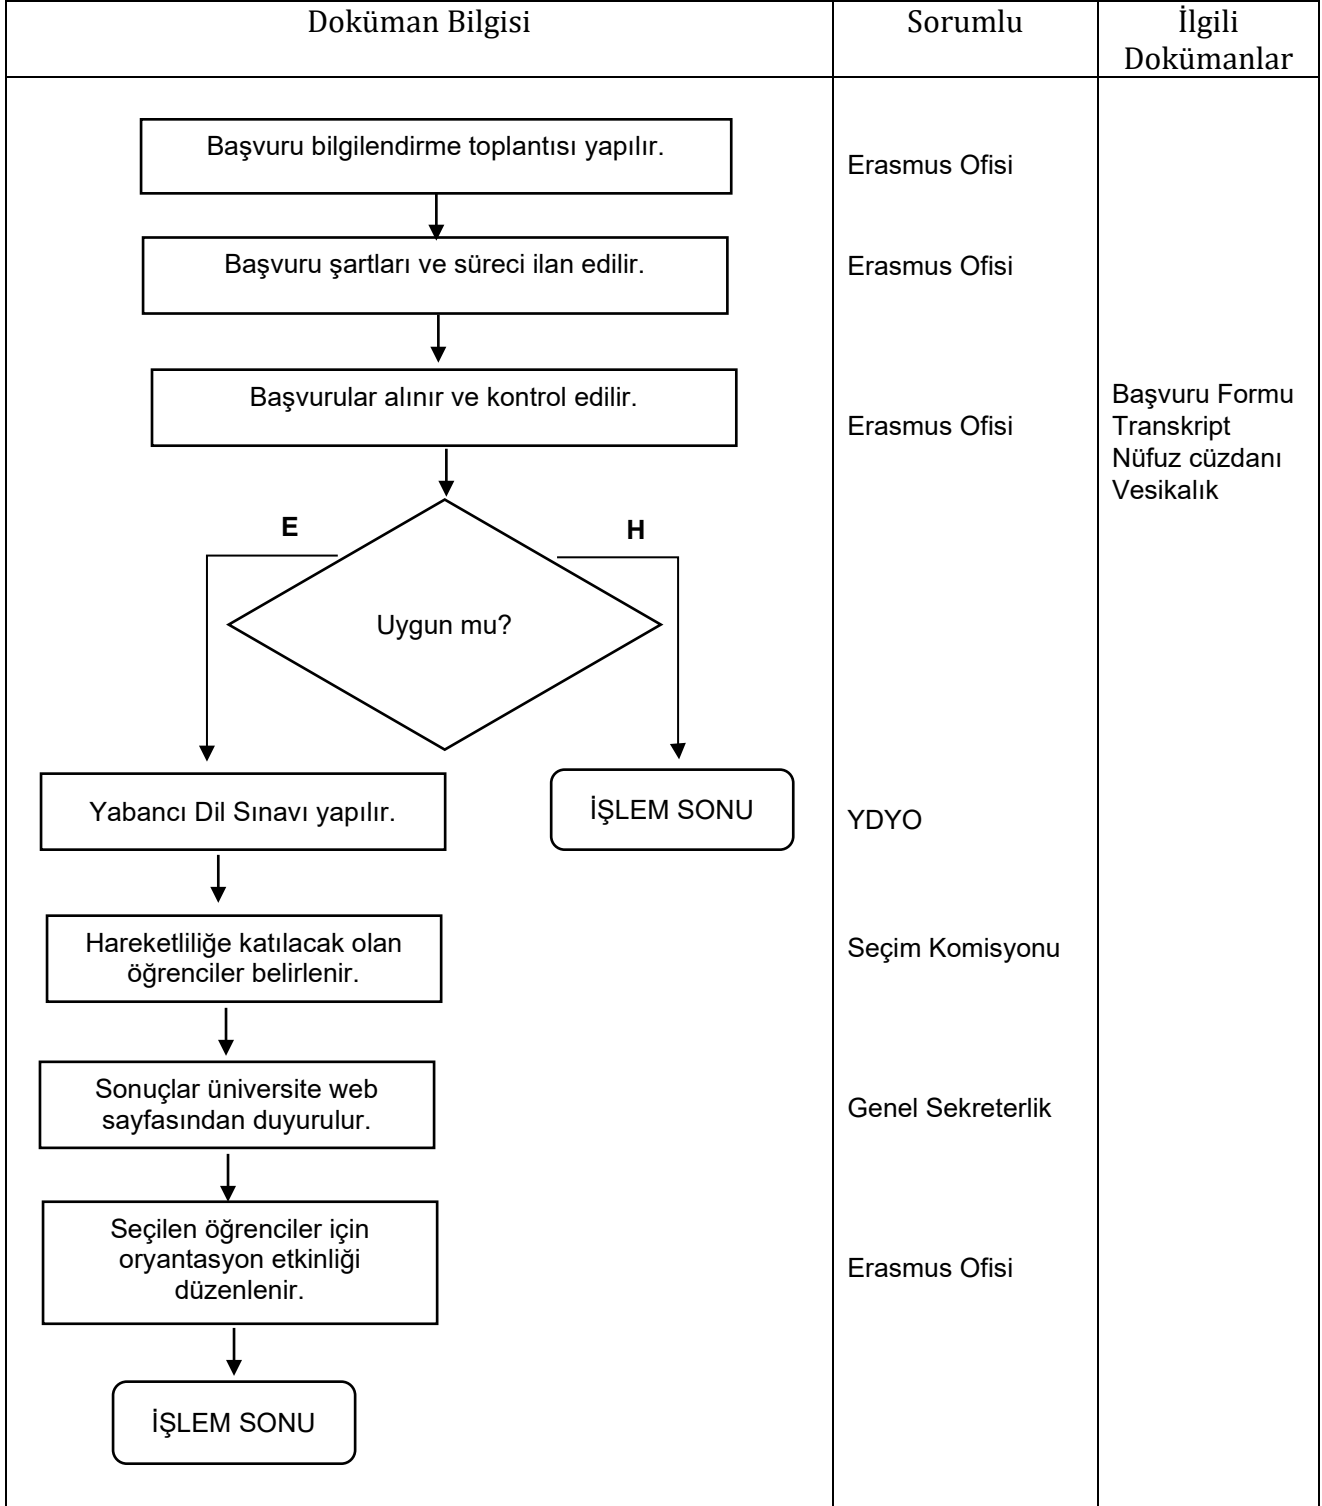 Doküman Bilgisi
Sorumlu
İlgili
Dokümanlar
Başvuru bilgilendirme toplantısı yapılır.
Erasmus Ofisi
Başvuru şartları ve süreci ilan edilir.
Erasmus Ofisi
Başvurular alınır ve kontrol edilir.
Erasmus Ofisi
Başvuru Formu
Transkript
Nüfuz cüzdanı
Vesikalık
E
H
Uygun mu?
Yabancı Dil Sınavı yapılır.
İŞLEM SONU
YDYO
Hareketliliğe katılacak olan
öğrenciler belirlenir.
Seçim Komisyonu
Sonuçlar üniversite web
sayfasından duyurulur.
Genel Sekreterlik
Seçilen öğrenciler için
oryantasyon etkinliği
düzenlenir.
Erasmus Ofisi
İŞLEM SONU